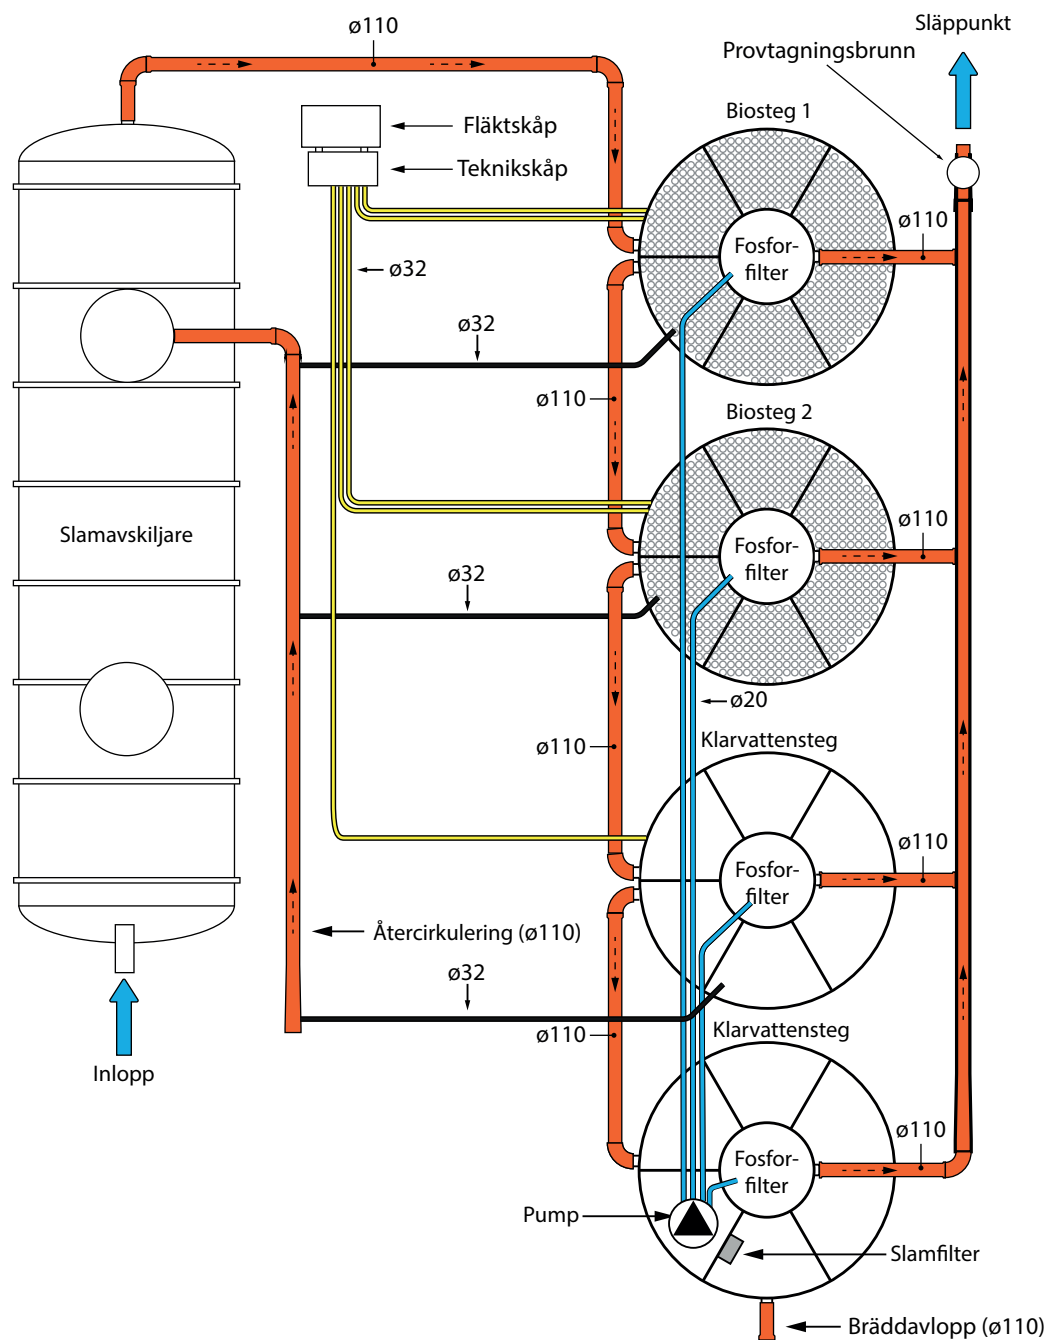 Släppunkt
ø110
Provtagningsbrunn
Biosteg 1
Fläktskåp
Teknikskåp
ø110
Fosfor-
filter
ø32
ø32
ø110
Biosteg 2
ø110
Slamavskiljare
Fosfor-
filter
ø32
ø20
Klarvattensteg
ø110
ø110
Fosfor-
filter
Återcirkulering (ø110)
ø32
Klarvattensteg
ø110
Inlopp
ø110
Fosfor-
filter
Pump
Slamfilter
Bräddavlopp (ø110)